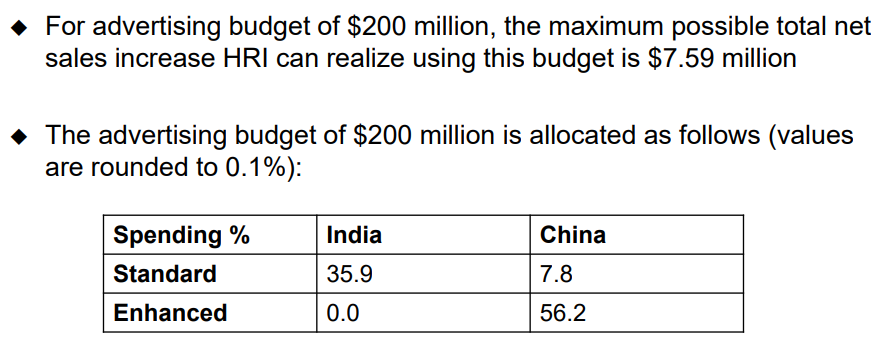 ◆ For advertising budget of $200 million, the maximum possible total net
sales increase HRI can realize using this budget is $7.59 million
◆ The advertising budget of $200 million is allocated as follows (values
are rounded to 0.1%):
Spending % India China
Standard 35.9 7.8
Enhanced 0.0 56.2